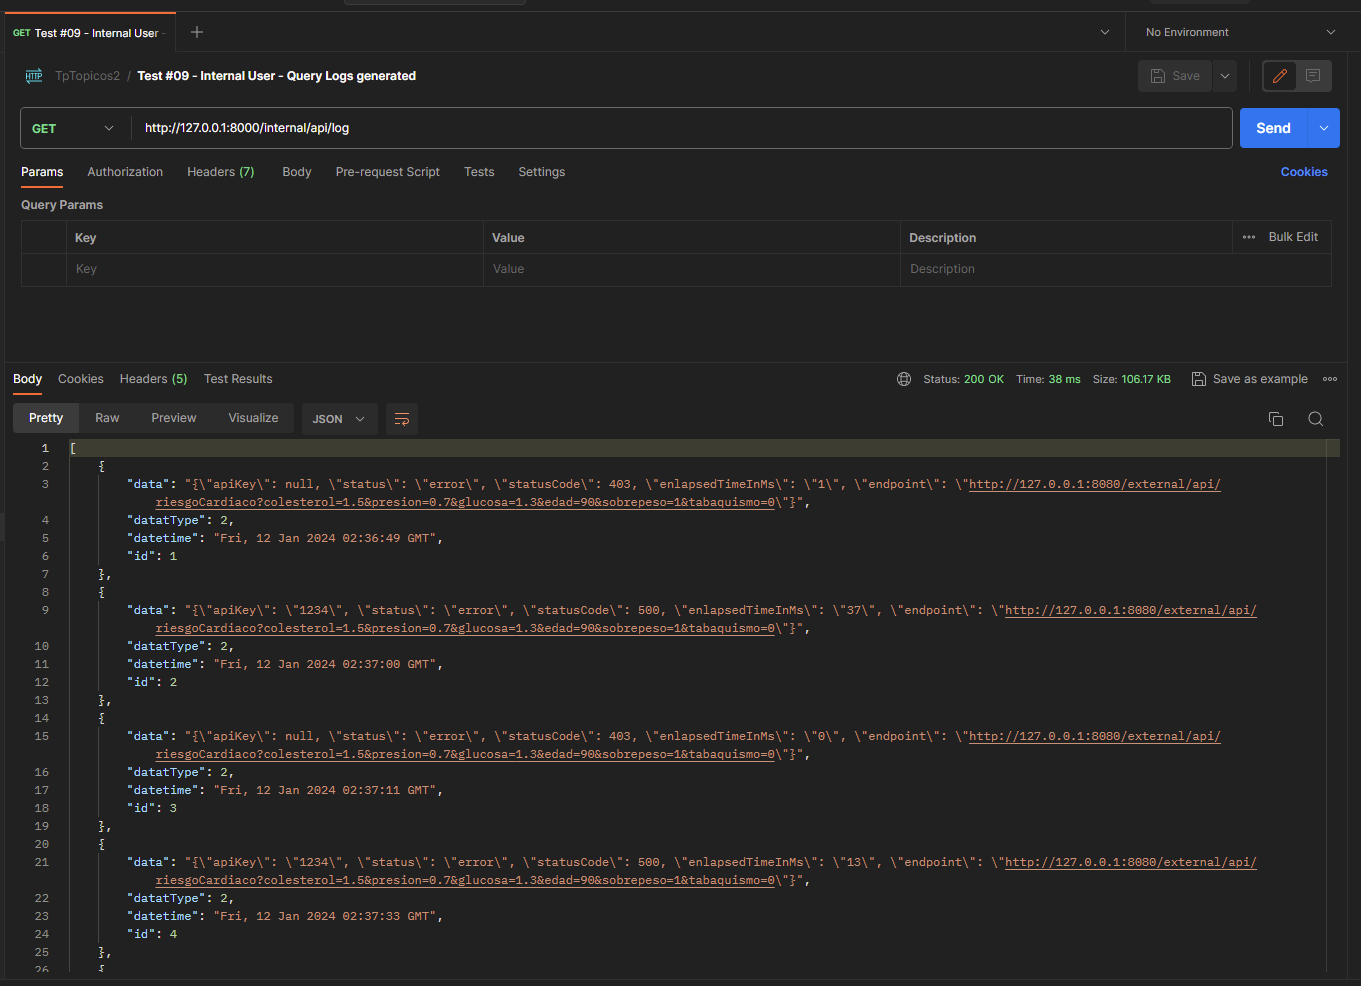 GET Test #09 - Internal User -
No Environment
HTTP TpTopicos2 / Test #09 - Internal User - Query Logs generated
Save
GET http://127.0.0.1:8000/internal/api/log
Send
Params Authorization Headers (7) Body Pre-request Script Tests Settings Cookies
Query Params
Key Value Description Bulk Edit
Key Value Description
Body Cookies Headers (5) Test Results Status: 200 OK Time: 38 ms Size: 106.17 KB Save as example
Pretty Raw Preview Visualize JSON
1 [
2 {
3 "data": "{\"apiKey\": null, \"status\": \"error\", \"statusCode\": 403, \"enlapsedTimeInMs\": \"1\", \"endpoint\": \"http://127.0.0.1:8080/external/api/
riesgoCardiaco?colesterol=1.5&presion=0.7&glucosa=1.3&edad=90&sobrepeso=1&tabaquismo=0\"}",
4 "datatType": 2,
5 "datetime": "Fri, 12 Jan 2024 02:36:49 GMT",
6 "id": 1
7 },
8 {
9 "data": "{\"apiKey\": \"1234\", \"status\": \"error\", \"statusCode\": 500, \"enlapsedTimeInMs\": \"37\", \"endpoint\": \"http://127.0.0.1:8080/external/api/
riesgoCardiaco?colesterol=1.5&presion=0.7&glucosa=1.3&edad=90&sobrepeso=1&tabaquismo=0\"}",
10 "datatType": 2,
11 "datetime": "Fri, 12 Jan 2024 02:37:00 GMT",
12 "id": 2
13 },
14 {
15 "data": "{\"apiKey\": null, \"status\": \"error\", \"statusCode\": 403, \"enlapsedTimeInMs\": \"0\", \"endpoint\": \"http://127.0.0.1:8080/external/api/
riesgoCardiaco?colesterol=1.5&presion=0.7&glucosa=1.3&edad=90&sobrepeso=1&tabaquismo=0\"}",
16 "datatType": 2,
17 "datetime": "Fri, 12 Jan 2024 02:37:11 GMT",
18 "id": 3
19 },
20 {
21 "data": "{\"apiKey\": \"1234\", \"status\": \"error\", \"statusCode\": 500, \"enlapsedTimeInMs\": \"13\", \"endpoint\": \"http://127.0.0.1:8080/external/api/
riesgoCardiaco?colesterol=1.5&presion=0.7&glucosa=1.3&edad=90&sobrepeso=1&tabaquismo=0\"}",
22 "datatType": 2,
23 "datetime": "Fri, 12 Jan 2024 02:37:33 GMT",
24 "id": 4
25 },
26 {